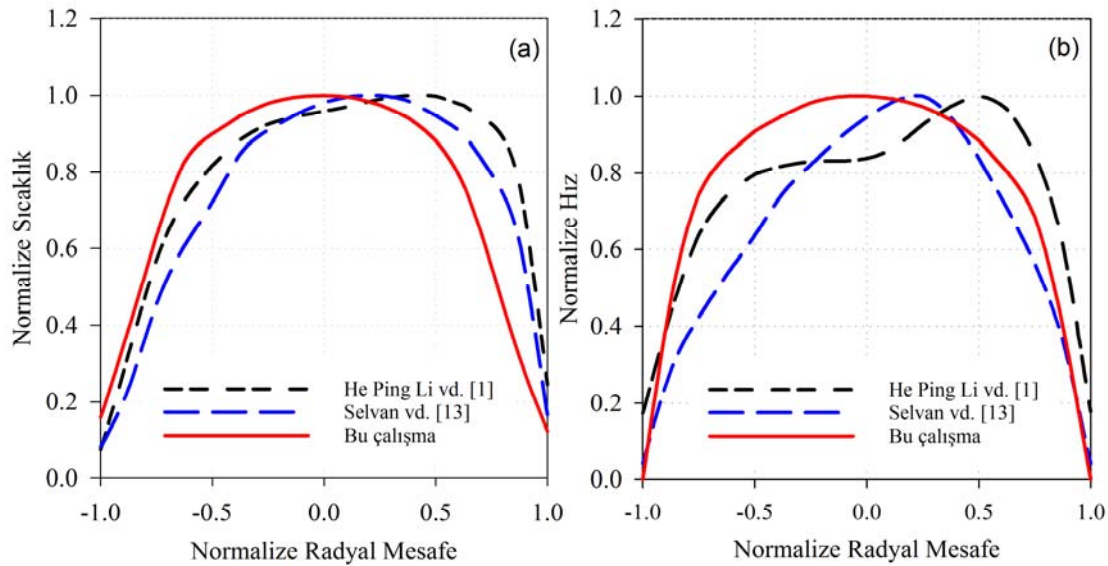 (a)
1.2
1.0
0.8
0.6
0.4
0.2
0.0
Normalize Sıcaklık
He Ping Li vd. [1]
Selvan vd. [13]
Bu çalışma
-1.0 -0.5 0.0 0.5 1.0
Normalize Radyal Mesafe
(b)
1.2
1.0
0.8
0.6
0.4
0.2
0.0
Normalize Hız
He Ping Li vd. [1]
Selvan vd. [13]
Bu çalışma
-1.0 -0.5 0.0 0.5 1.0
Normalize Radyal Mesafe